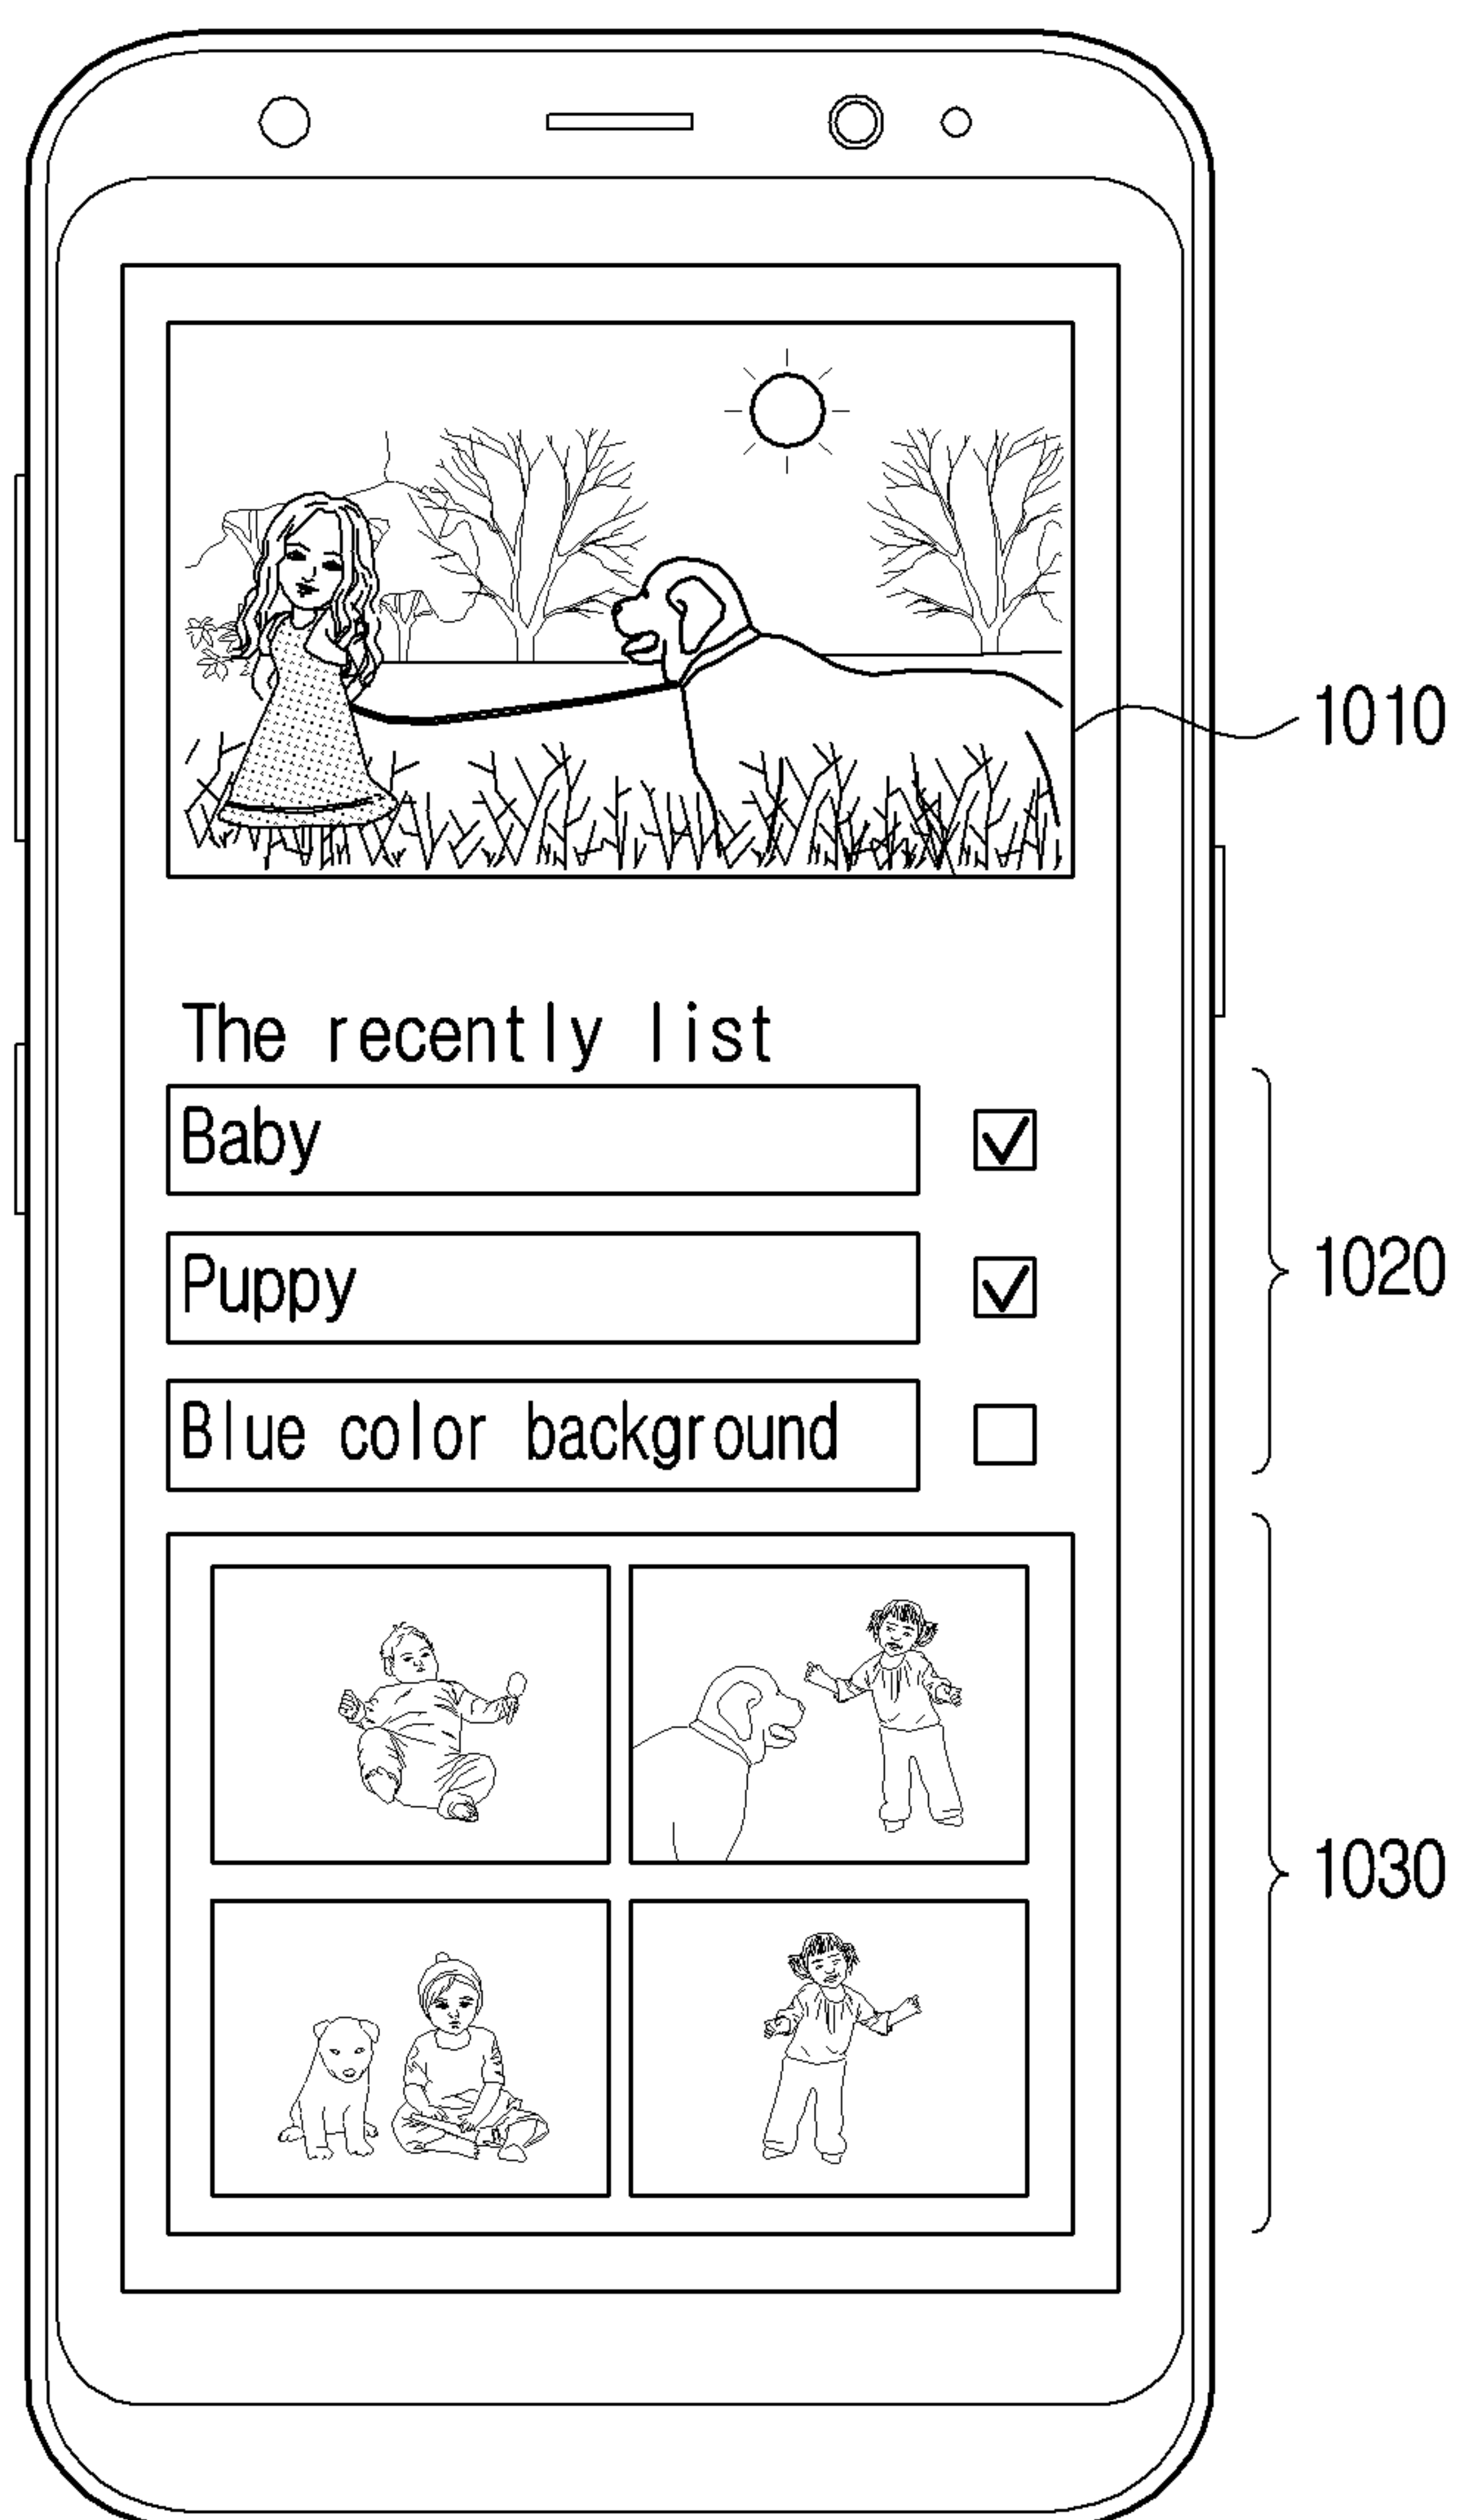 1010
The recently list
Baby
Puppy
1020
Blue color background
1030